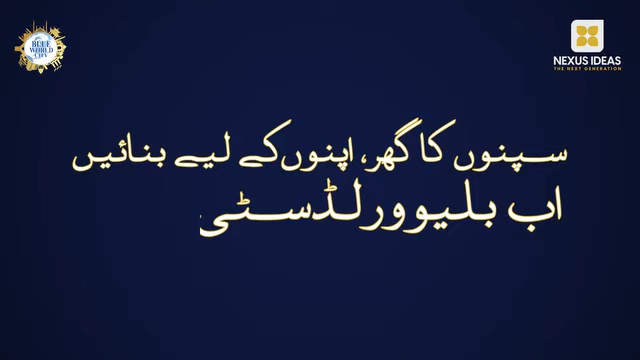 BLUE
WORLD
CITY
NEXUS IDEAS
THE NEXT GENERATION
سپنوں کا گھر، اپنوں کے لیے بنائیں
اب بلیو ورلڈ سٹی